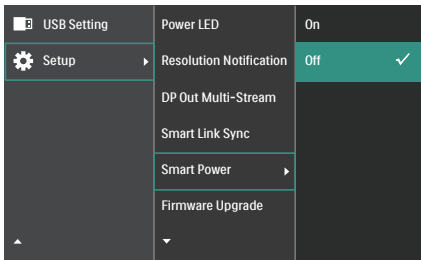 USB Setting
Setup
Power LED
Resolution Notification
DP Out Multi-Stream
Smart Link Sync
Smart Power
Firmware Upgrade
On
Off